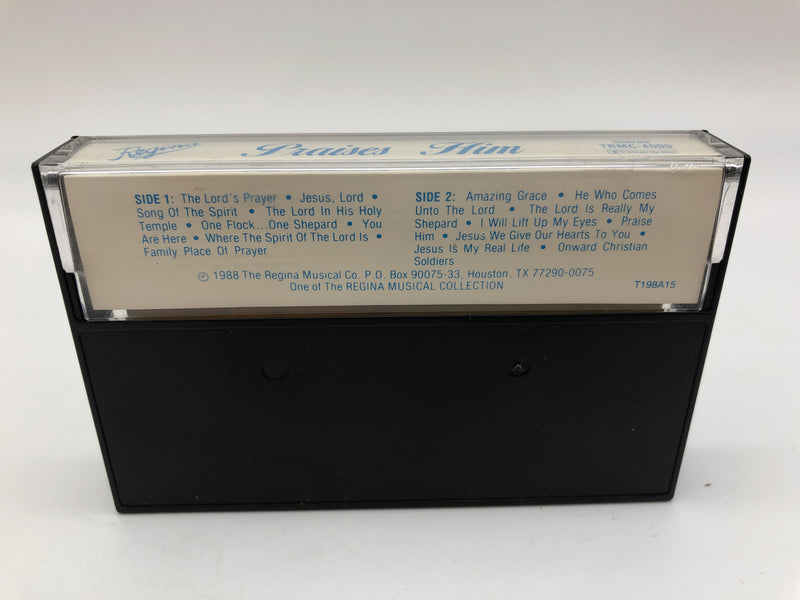 Regina Praises Him TRMC-4000
SIDE 1: The Lord's Prayer • Jesus, Lord •
Song Of The Spirit • The Lord In His Holy
Temple • One Flock...One Shepard • You
Are Here • Where The Spirit Of The Lord Is •
Family Place Of Prayer
SIDE 2: Amazing Grace • He Who Comes
Unto The Lord • The Lord Is Really My
Shepard • I Will Lift Up My Eyes • Praise
Him • Jesus We Give Our Hearts To You •
Jesus Is My Real Life • Onward Christian
Soldiers
℗ 1988 The Regina Musical Co. P.O. Box 90075-33, Houston, TX 77290-0075
One of The REGINA MUSICAL COLLECTION
T198A15